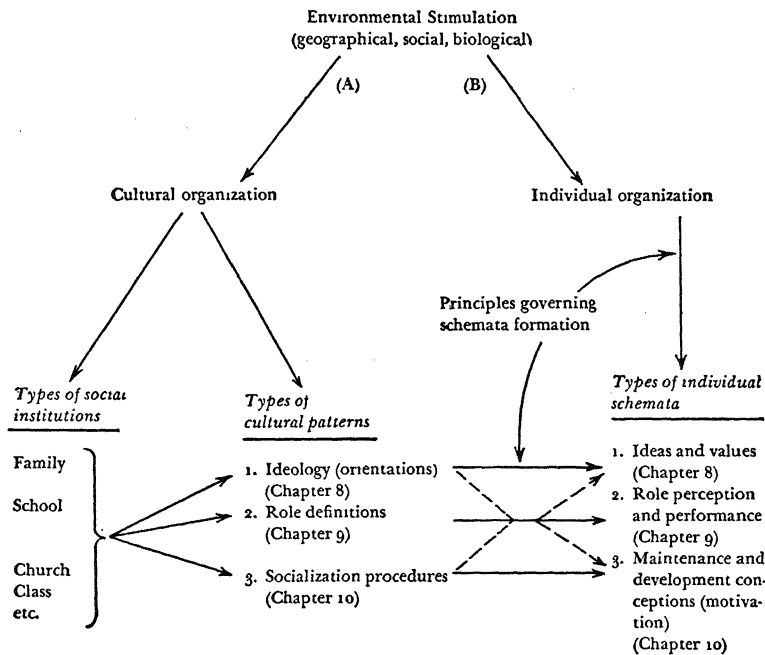 Environmental Stimulation
(geographical, social, biological)
(A)
(B)
Cultural organization
Individual organization
Principles governing
schemata formation
Types of social
institutions
Types of
cultural patterns
Types of individual
schemata
Family
School
Church
Class
etc.
1. Ideology (orientations)
(Chapter 8)
2. Role definitions
(Chapter 9)
3. Socialization procedures
(Chapter 10)
1. Ideas and values
(Chapter 8)
2. Role perception
and performance
(Chapter 9)
3. Maintenance and
development con-
ceptions (motiva-
tion)
(Chapter 10)